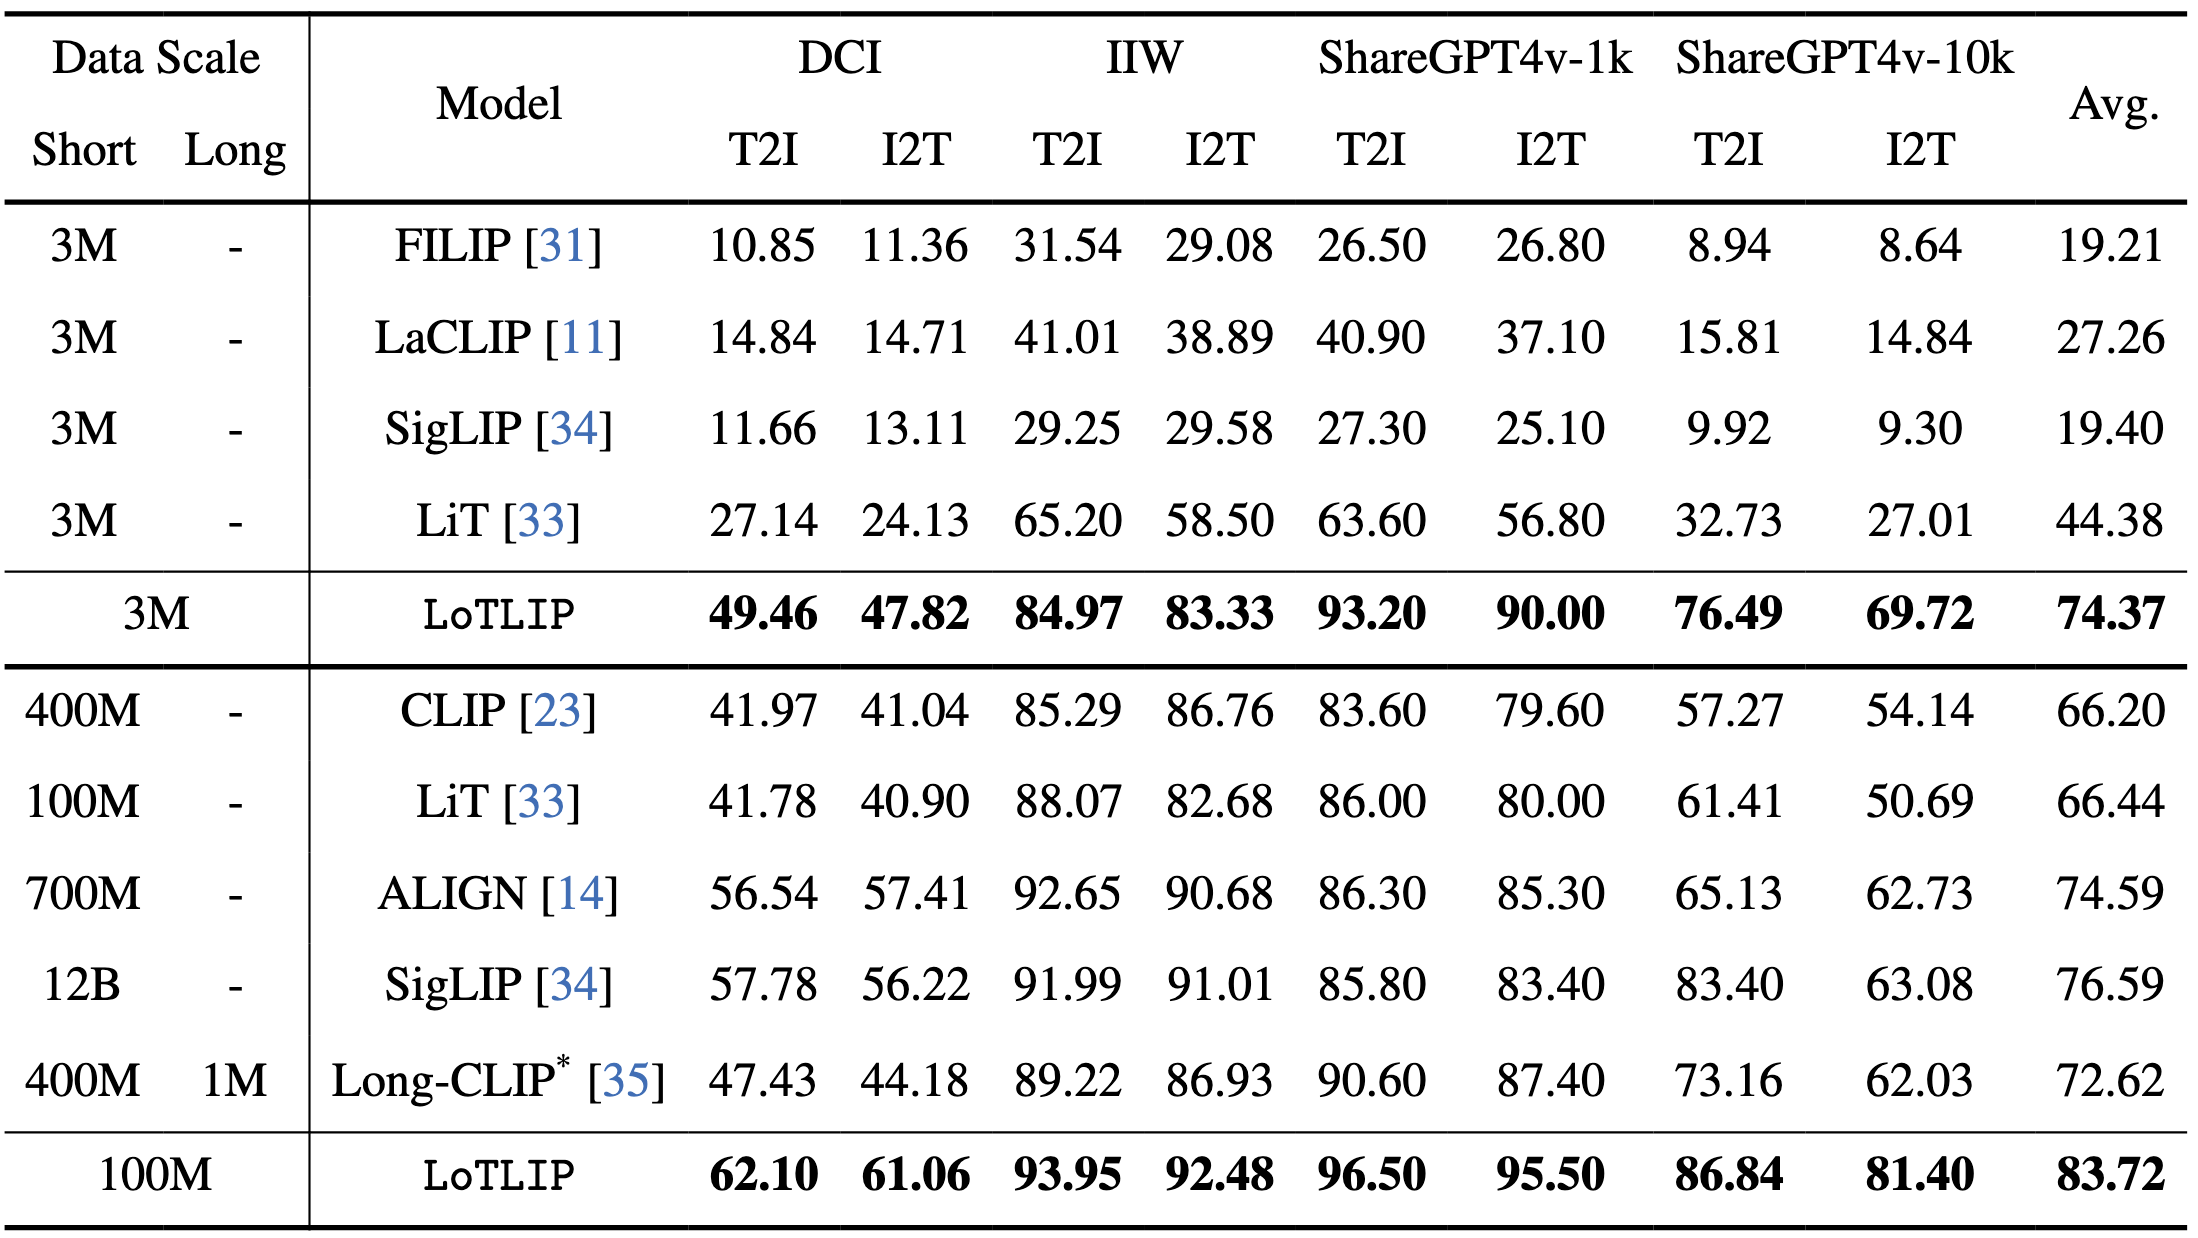 Data Scale Model DCI IIW ShareGPT4v-1k ShareGPT4v-10k Avg.
Short Long T2I I2T T2I I2T T2I I2T T2I I2T
3M - FILIP [31] 10.85 11.36 31.54 29.08 26.50 26.80 8.94 8.64 19.21
3M - LaCLIP [11] 14.84 14.71 41.01 38.89 40.90 37.10 15.81 14.84 27.26
3M - SigLIP [34] 11.66 13.11 29.25 29.58 27.30 25.10 9.92 9.30 19.40
3M - LiT [33] 27.14 24.13 65.20 58.50 63.60 56.80 32.73 27.01 44.38
3M LoTLIP 49.46 47.82 84.97 83.33 93.20 90.00 76.49 69.72 74.37
400M - CLIP [23] 41.97 41.04 85.29 86.76 83.60 79.60 57.27 54.14 66.20
100M - LiT [33] 41.78 40.90 88.07 82.68 86.00 80.00 61.41 50.69 66.44
700M - ALIGN [14] 56.54 57.41 92.65 90.68 86.30 85.30 65.13 62.73 74.59
12B - SigLIP [34] 57.78 56.22 91.99 91.01 85.80 83.40 83.40 63.08 76.59
400M 1M Long-CLIP* [35] 47.43 44.18 89.22 86.93 90.60 87.40 73.16 62.03 72.62
100M LoTLIP 62.10 61.06 93.95 92.48 96.50 95.50 86.84 81.40 83.72